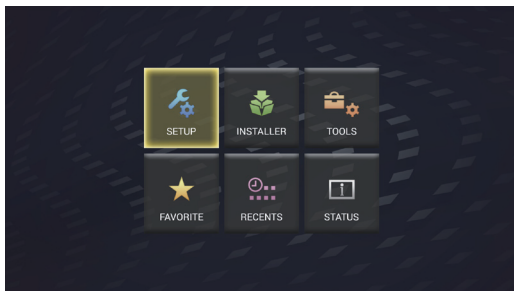 SETUP
INSTALLER
TOOLS
FAVORITE
RECENTS
STATUS